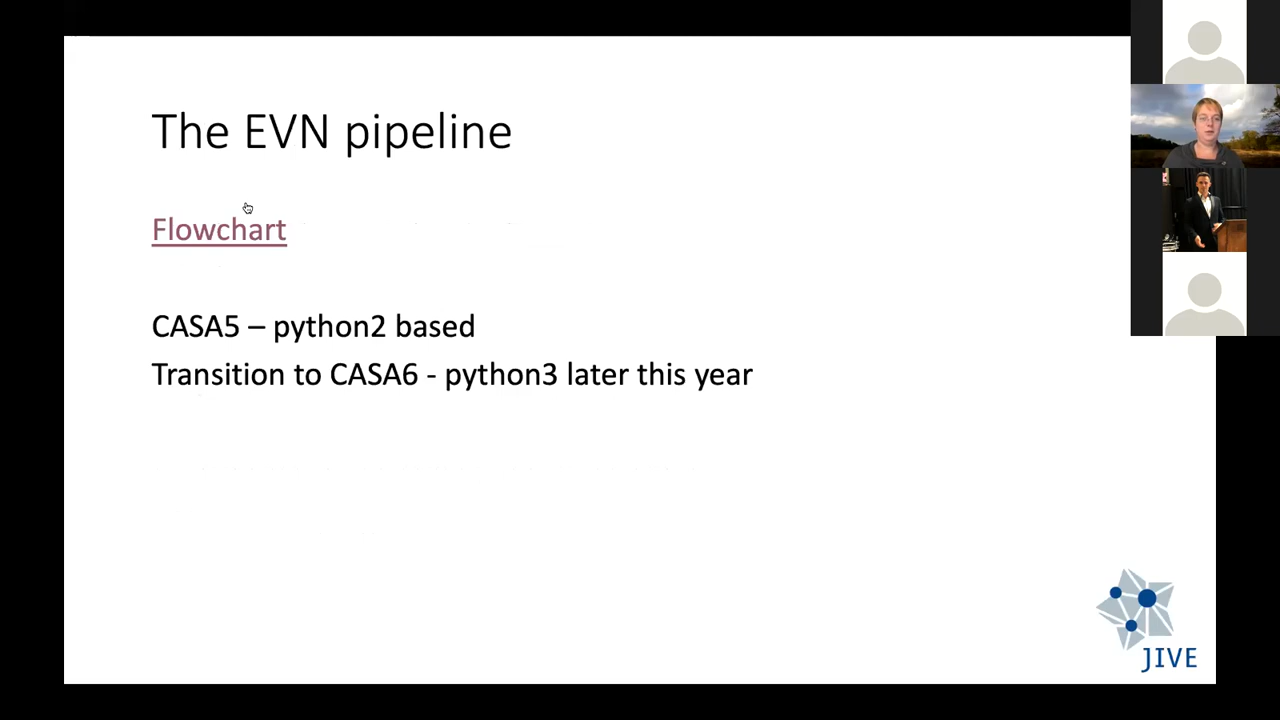 The EVN pipeline
Flowchart
CASA5 – python2 based
Transition to CASA6 - python3 later this year
JIVE